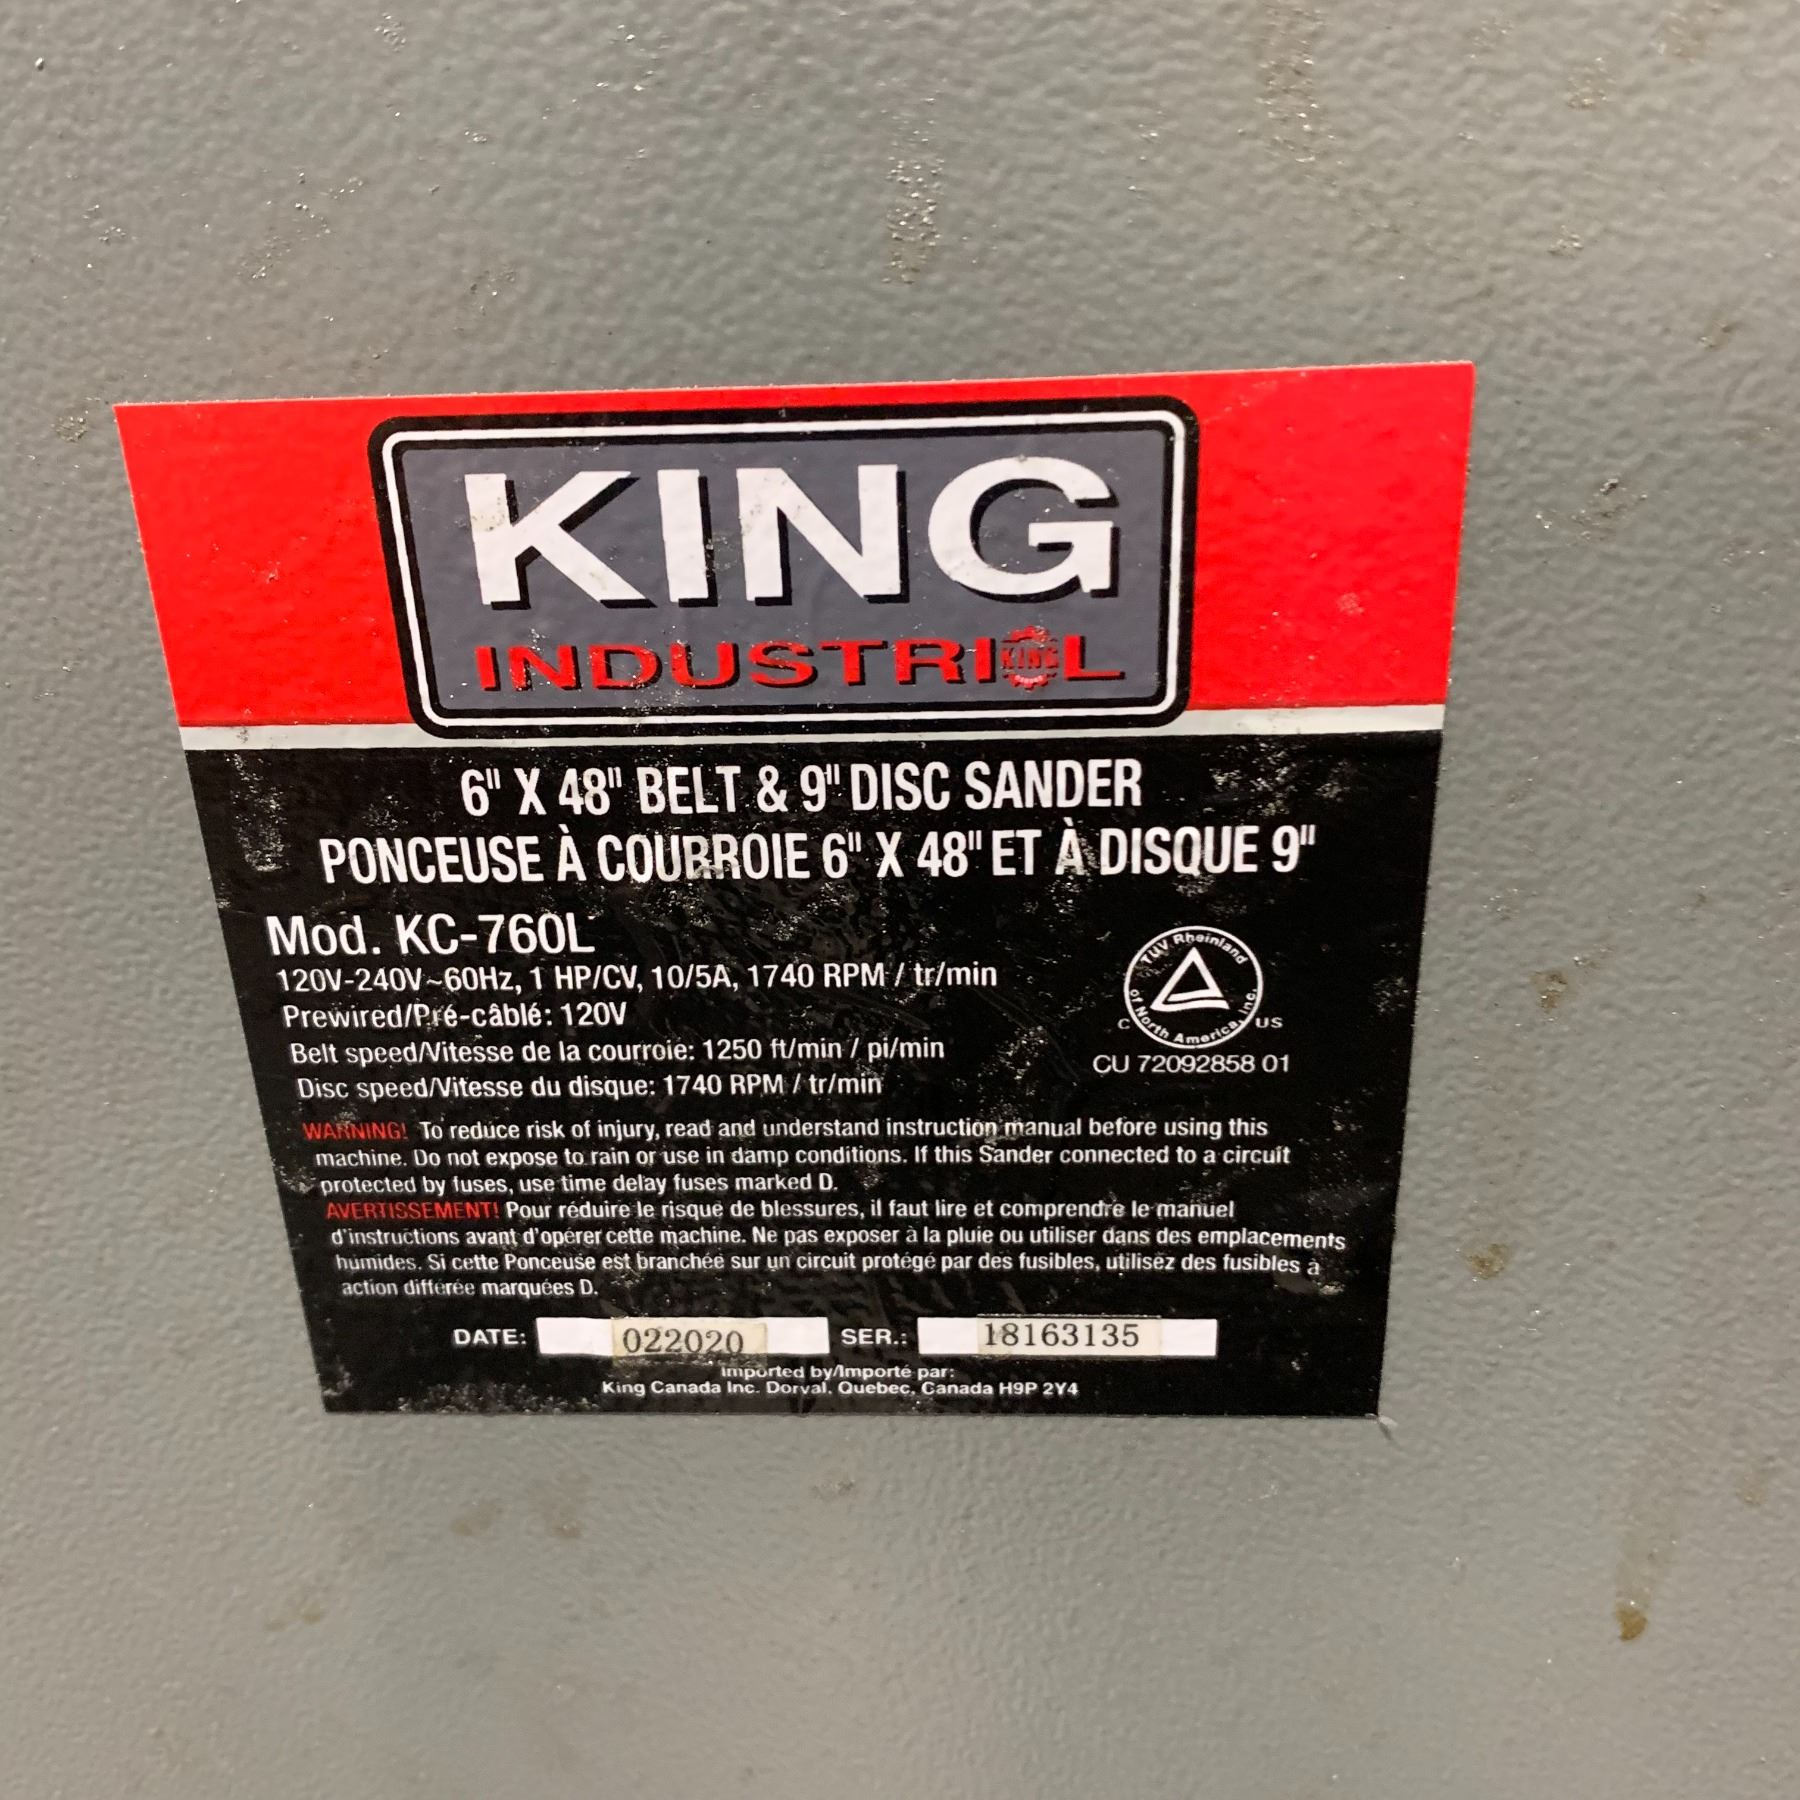 KING
INDUSTRIAL
6" X 48" BELT & 9" DISC SANDER
PONCEUSE À COURROIE 6" X 48" ET À DISQUE 9"
Mod. KC-760L
120V-240V~60Hz, 1 HP/CV, 10/5A, 1740 RPM / tr/min
Prewired/Pré-câblé: 120V
Belt speed/Vitesse de la courroie: 1250 ft/min / pi/min
Disc speed/Vitesse du disque: 1740 RPM / tr/min
TUV Rheinland
of North America, Inc.
C US
CU 72092858 01
WARNING! To reduce risk of injury, read and understand instruction manual before using this
machine. Do not expose to rain or use in damp conditions. If this Sander connected to a circuit
protected by fuses, use time delay fuses marked D.
AVERTISSEMENT! Pour réduire le risque de blessures, il faut lire et comprendre le manuel
d'instructions avant d'opérer cette machine. Ne pas exposer à la pluie ou utiliser dans des emplacements
humides. Si cette Ponceuse est branchée sur un circuit protégé par des fusibles, utilisez des fusibles à
action différée marquées D.
DATE: 022020 SER.: 18163135
Imported by/Importé par:
King Canada Inc. Dorval, Quebec, Canada H9P 2Y4